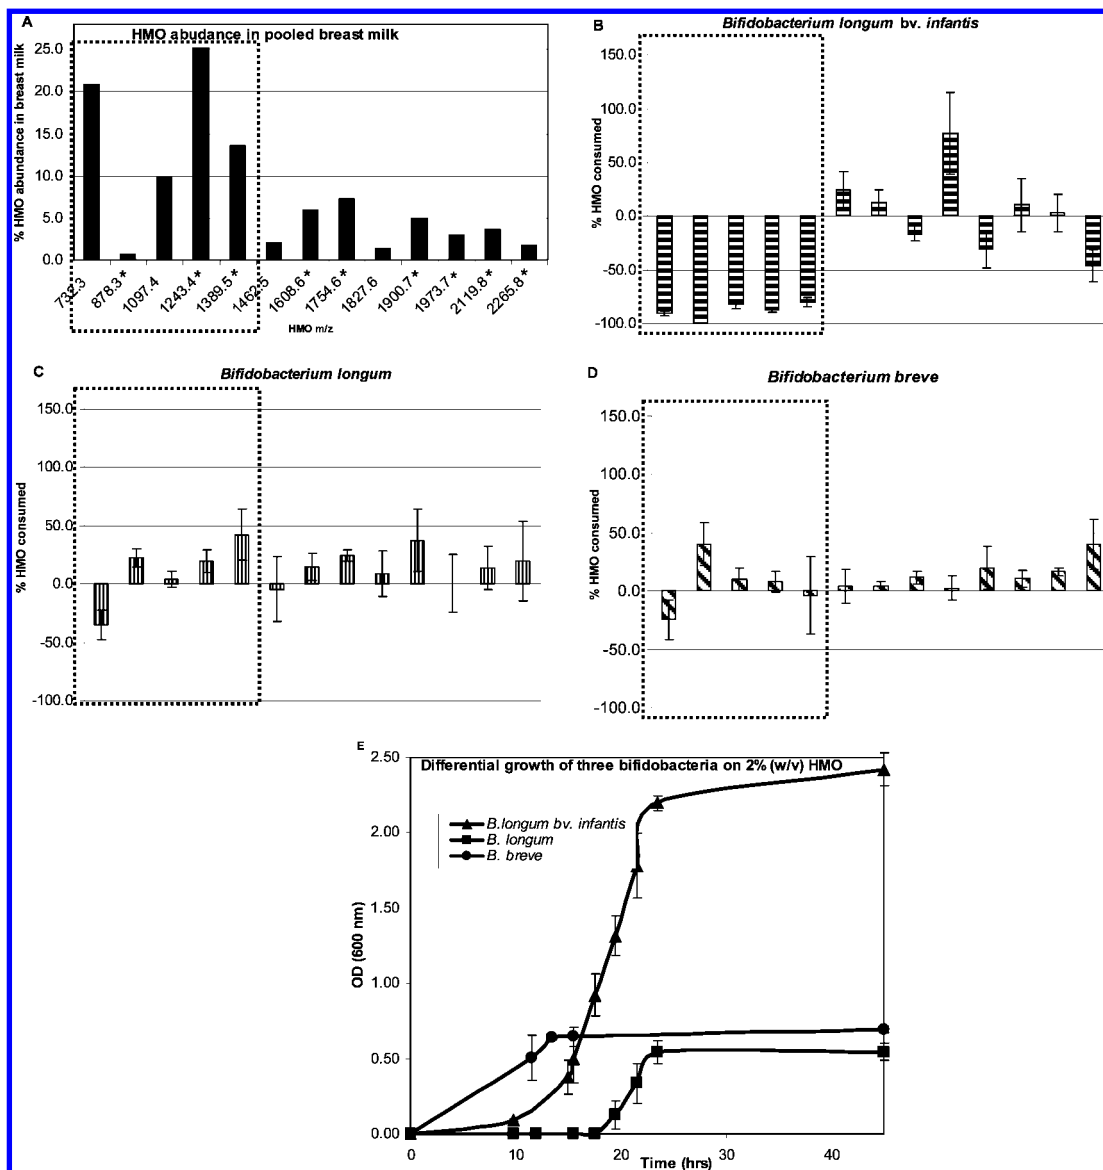 A
HMO abudance in pooled breast milk
% HMO abundance in breast milk
25.0
20.0
15.0
10.0
5.0
0.0
732.3
878.3*
1097.4
1243.4*
1389.5*
1462.5
1608.6*
1754.6*
1827.6
1900.7*
1973.7*
2119.8*
2265.8*
HMO m/z
B
Bifidobacterium longum bv. infantis
% HMO consumed
150.0
100.0
50.0
0.0
-50.0
-100.0
C
Bifidobacterium longum
% HMO consumed
150.0
100.0
50.0
0.0
-50.0
-100.0
D
Bifidobacterium breve
% HMO consumed
150.0
100.0
50.0
0.0
-50.0
-100.0
E
Differential growth of three bifidobacteria on 2% (w/v) HMO
B.longum bv. infantis
B. longum
B. breve
OD (600 nm)
2.50
2.00
1.50
1.00
0.50
0.00
0
10
20
30
40
Time (hrs)